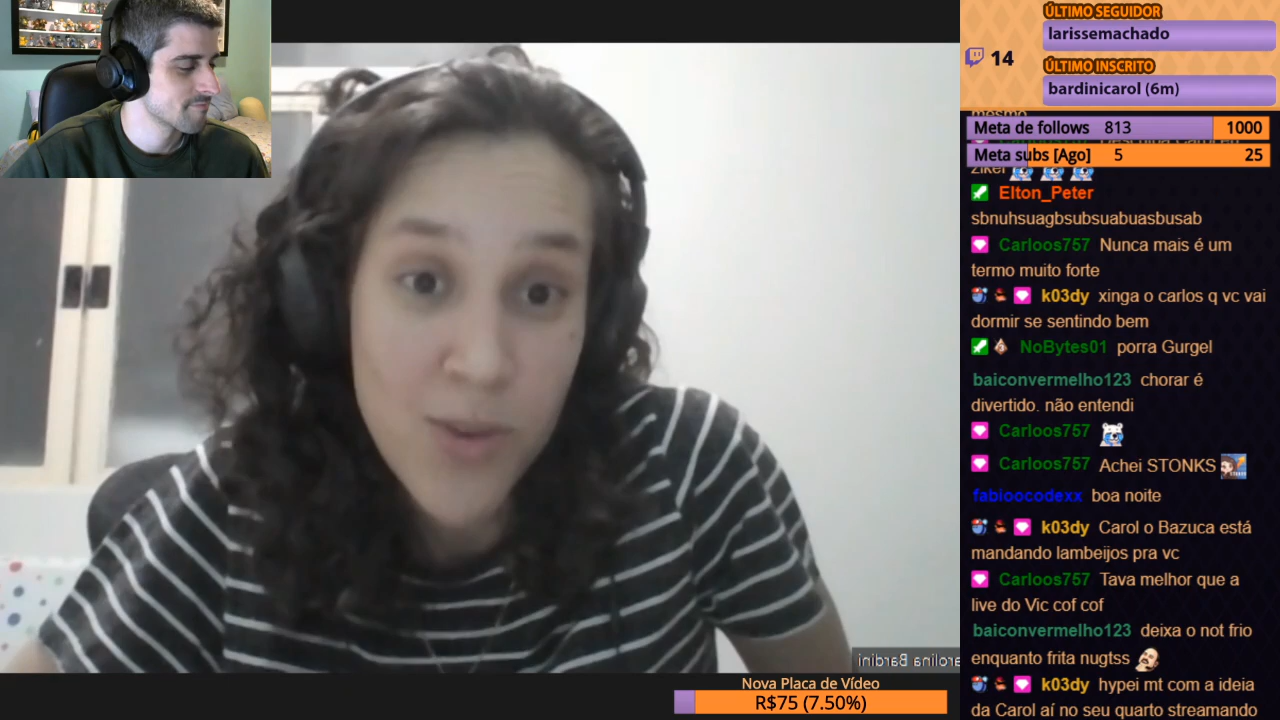 ÚLTIMO SEGUIDOR
larissemachado
14
ÚLTIMO INSCRITO
bardinicarol (6m)
mesmo
Meta de follows 813 1000
Meta subs [Ago] 5 25
Elton_Peter
sbnuhsuagbsubsuabuasbusab
Carloos757 Nunca mais é um
termo muito forte
k03dy xinga o carlos q vc vai
dormir se sentindo bem
NoBytes01 porra Gurgel
baiconvermelho123 chorar é
divertido. não entendi
Carloos757
Carloos757 Achei STONKS
fabioocodexx boa noite
k03dy Carol o Bazuca está
mandando lambeijos pra vc
Carloos757 Tava melhor que a
live do Vic cof cof
baiconvermelho123 deixa o not frio
enquanto frita nugtss
k03dy hypei mt com a ideia
da Carol aí no seu quarto streamando
arolina Bardini
Nova Placa de Vídeo
R$75 (7.50%)